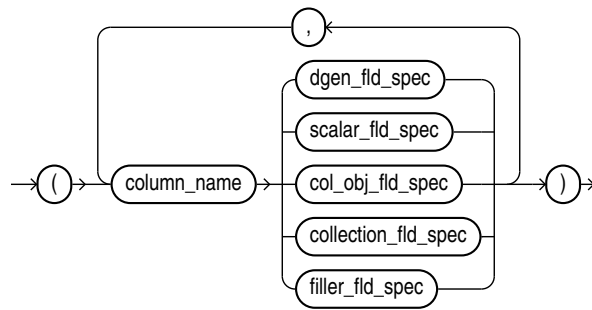 ,
dgen_fld_spec
scalar_fld_spec
( column_name col_obj_fld_spec )
collection_fld_spec
filler_fld_spec